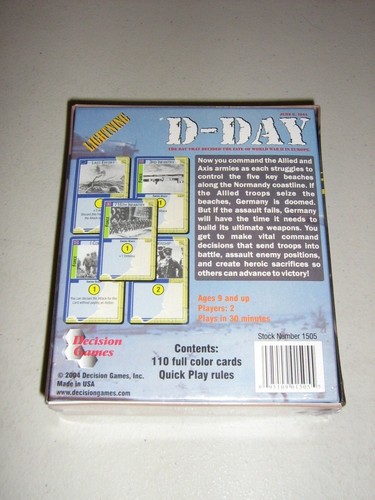 LIGHTNING
D-DAY
THE DAY THAT DECIDED THE FATE OF WORLD WAR II IN EUROPE
Now you command the Allied and
Axis armies as each struggles to
control the five key beaches
along the Normandy coastline. If
the Allied troops seize the
beaches, Germany is doomed.
But if the assault fails, Germany
will have the time it needs to
build its ultimate weapons. You
get to make vital command
decisions that send troops into
battle, assault enemy positions,
and create heroic sacrifices so
others can advance to victory!
1
1
2
Ages 9 and up
Players: 2
Plays in 30 minutes
Stock Number 1505
Decision
Games
Contents:
110 full color cards
Quick Play rules
© 2004 Decision Games, Inc.
Made in USA
decisiongames.com